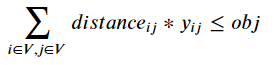 ∑ distance_{ij} * y_{ij} ≤ obj
i∈V,j∈V